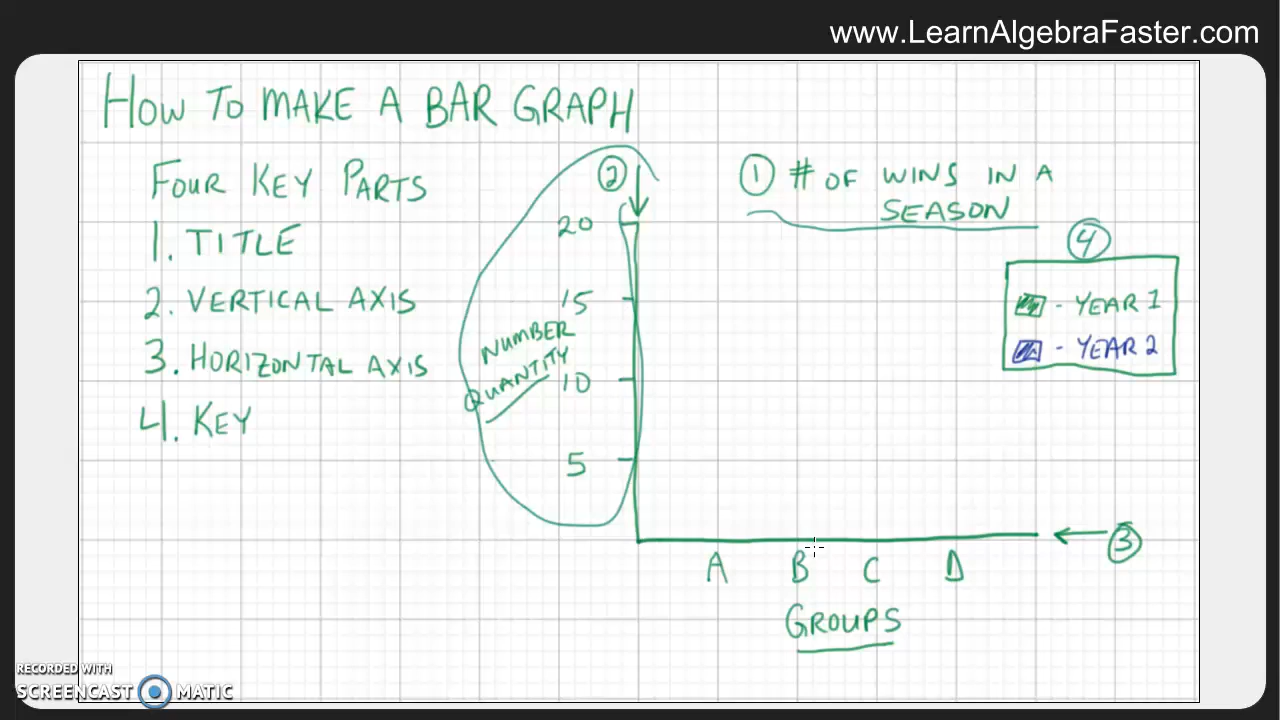 www.LearnAlgebraFaster.com
HOW TO MAKE A BAR GRAPH
FOUR KEY PARTS
1. TITLE
2. VERTICAL AXIS
3. HORIZONTAL AXIS
4. KEY
2
20
15
NUMBER
QUANTITY
10
5
1 # OF WINS IN A
SEASON
4
- YEAR 1
- YEAR 2
3
A B C D
GROUPS
RECORDED WITH
SCREENCAST MATIC